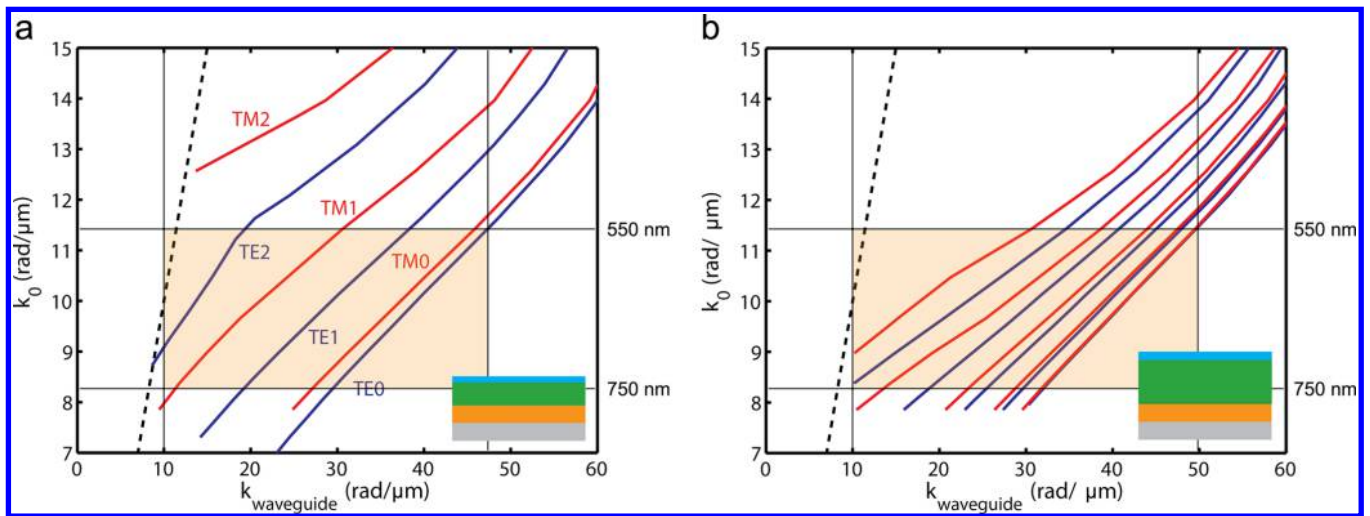 a
b
15
14
13
12
11
10
9
8
7
k0 (rad/μm)
TM2
TM1
TE2
TM0
TE1
TE0
550 nm
750 nm
0
10
20
30
40
50
60
kwaveguide (rad/μm)
15
14
13
12
11
10
9
8
7
k0 (rad/ μm)
550 nm
750 nm
0
10
20
30
40
50
60
kwaveguide (rad/ μm)